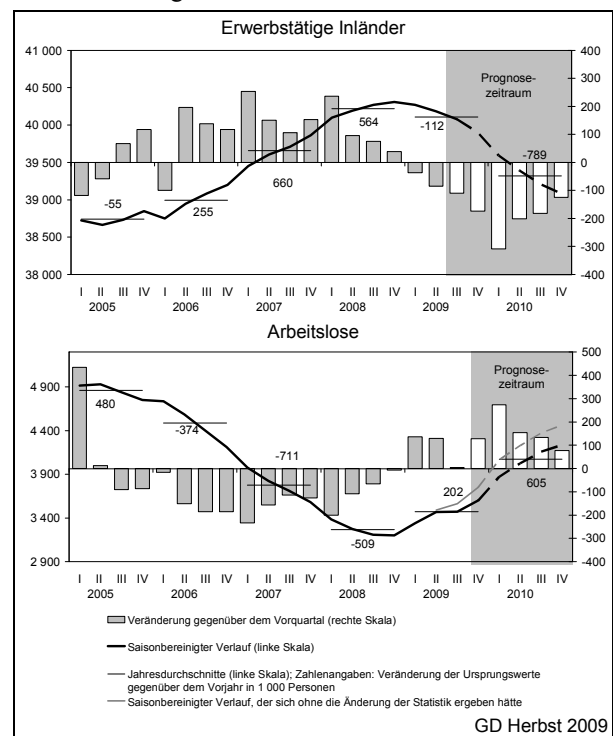 Erwerbstätige Inländer
41 000
40 500
40 000
39 500
39 000
38 500
38 000
400
300
200
100
0
-100
-200
-300
-400
Prognose-
zeitraum
-55
255
660
564
-112
-789
I II III IV I II III IV I II III IV I II III IV I II III IV I II III IV
2005 2006 2007 2008 2009 2010
Arbeitslose
4 900
4 400
3 900
3 400
2 900
500
400
300
200
100
0
-100
-200
-300
-400
Prognose-
zeitraum
480
-374
-711
-509
202
605
I II III IV I II III IV I II III IV I II III IV I II III IV I II III IV
2005 2006 2007 2008 2009 2010
Veränderung gegenüber dem Vorquartal (rechte Skala)
Saisonbereinigter Verlauf (linke Skala)
Jahresdurchschnitte (linke Skala); Zahlenangaben: Veränderung der Ursprungswerte
gegenüber dem Vorjahr in 1 000 Personen
Saisonbereinigter Verlauf, der sich ohne die Änderung der Statistik ergeben hätte
GD Herbst 2009